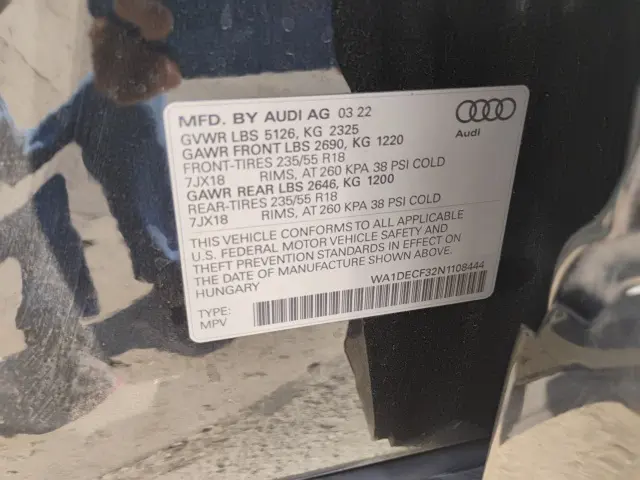 MFD. BY AUDI AG 03 22
GVWR LBS 5126, KG 2325
GAWR FRONT LBS 2690, KG 1220
FRONT-TIRES 235/55 R18
7JX18 RIMS, AT 260 KPA 38 PSI COLD
GAWR REAR LBS 2646, KG 1200
REAR-TIRES 235/55 R18
7JX18 RIMS, AT 260 KPA 38 PSI COLD
Audi
THIS VEHICLE CONFORMS TO ALL APPLICABLE
U.S. FEDERAL MOTOR VEHICLE SAFETY AND
THEFT PREVENTION STANDARDS IN EFFECT ON
THE DATE OF MANUFACTURE SHOWN ABOVE.
HUNGARY WA1DECF32N1108444
TYPE:
MPV